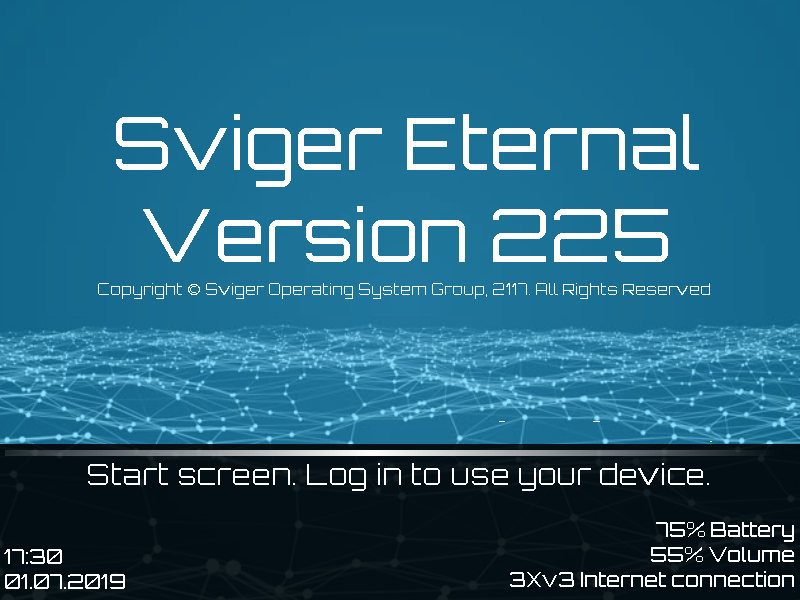 Sviger Eternal
Version 225
Copyright © Sviger Operating System Group, 2117. All Rights Reserved
Start screen. Log in to use your device.
75% Battery
17:30
55% Volume
01.07.2019
3Xv3 Internet connection